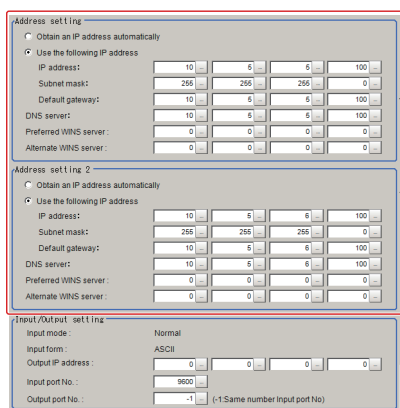 Address setting
Obtain an IP address automatically
Use the following IP address
IP address: 10 ... 5 ... 5 ... 100 ...
Subnet mask: 255 ... 255 ... 255 ... 0 ...
Default gateway: 10 ... 5 ... 5 ... 100 ...
DNS server: 10 ... 5 ... 5 ... 100 ...
Preferred WINS server : 0 ... 0 ... 0 ... 0 ...
Alternate WINS server : 0 ... 0 ... 0 ... 0 ...
Address setting 2
Obtain an IP address automatically
Use the following IP address
IP address: 10 ... 5 ... 6 ... 100 ...
Subnet mask: 255 ... 255 ... 255 ... 0 ...
Default gateway: 10 ... 5 ... 6 ... 100 ...
DNS server: 10 ... 5 ... 6 ... 100 ...
Preferred WINS server : 0 ... 0 ... 0 ... 0 ...
Alternate WINS server : 0 ... 0 ... 0 ... 0 ...
Input/Output setting
Input mode : Normal
Input form : ASCII
Output IP address : 0 ... 0 ... 0 ... 0 ...
Input port No. : 9600 ...
Output port No. : -1 ... (-1:Same number Input port No)